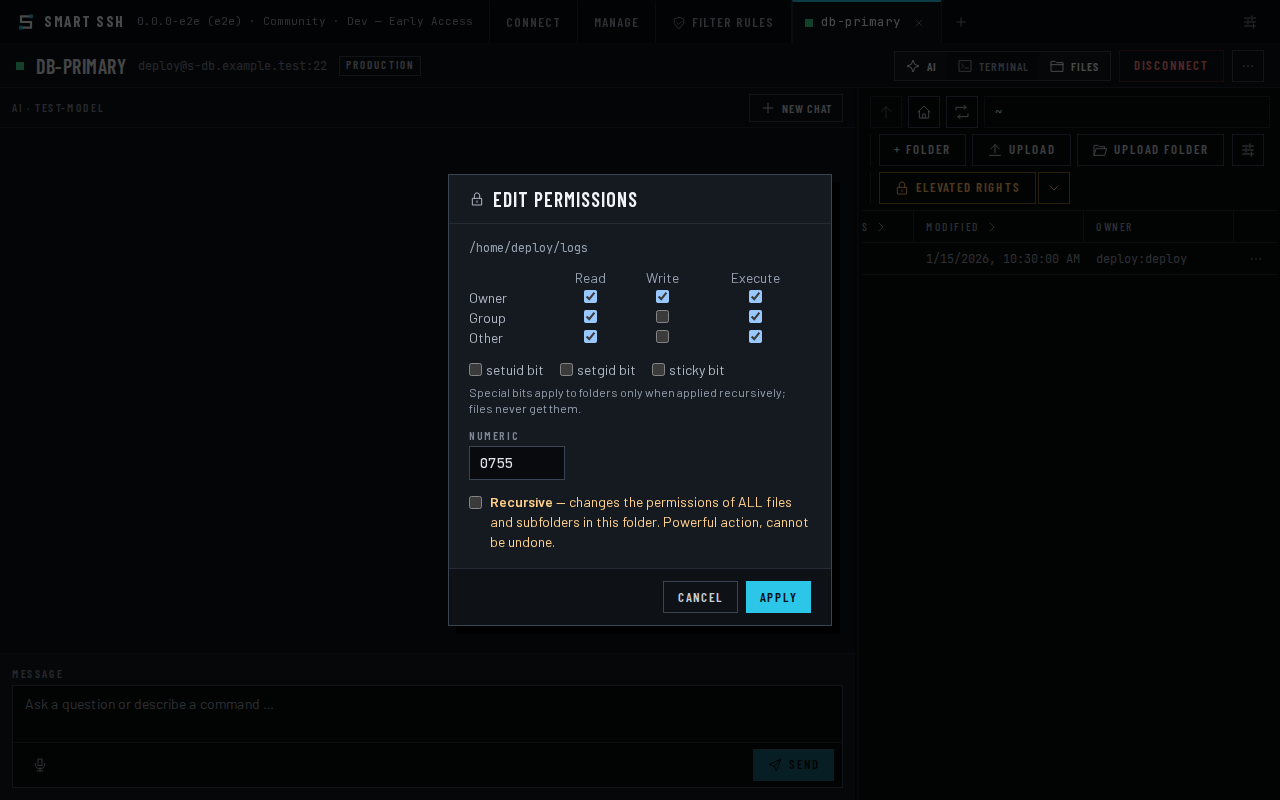 SMART SSH 0.0.0-e2e (e2e) · Community · Dev — Early Access CONNECT MANAGE FILTER RULES db-primary × +
DB-PRIMARY deploy@s-db.example.test:22 PRODUCTION AI TERMINAL FILES DISCONNECT ...
AI · TEST-MODEL NEW CHAT
~
+ FOLDER UPLOAD UPLOAD FOLDER
ELEVATED RIGHTS
S MODIFIED OWNER
1/15/2026, 10:30:00 AM deploy:deploy ...
EDIT PERMISSIONS
/home/deploy/logs
Read Write Execute
Owner
Group
Other
setuid bit setgid bit sticky bit
Special bits apply to folders only when applied recursively;
files never get them.
NUMERIC
0755
Recursive — changes the permissions of ALL files
and subfolders in this folder. Powerful action, cannot
be undone.
CANCEL APPLY
MESSAGE
Ask a question or describe a command ...
SEND